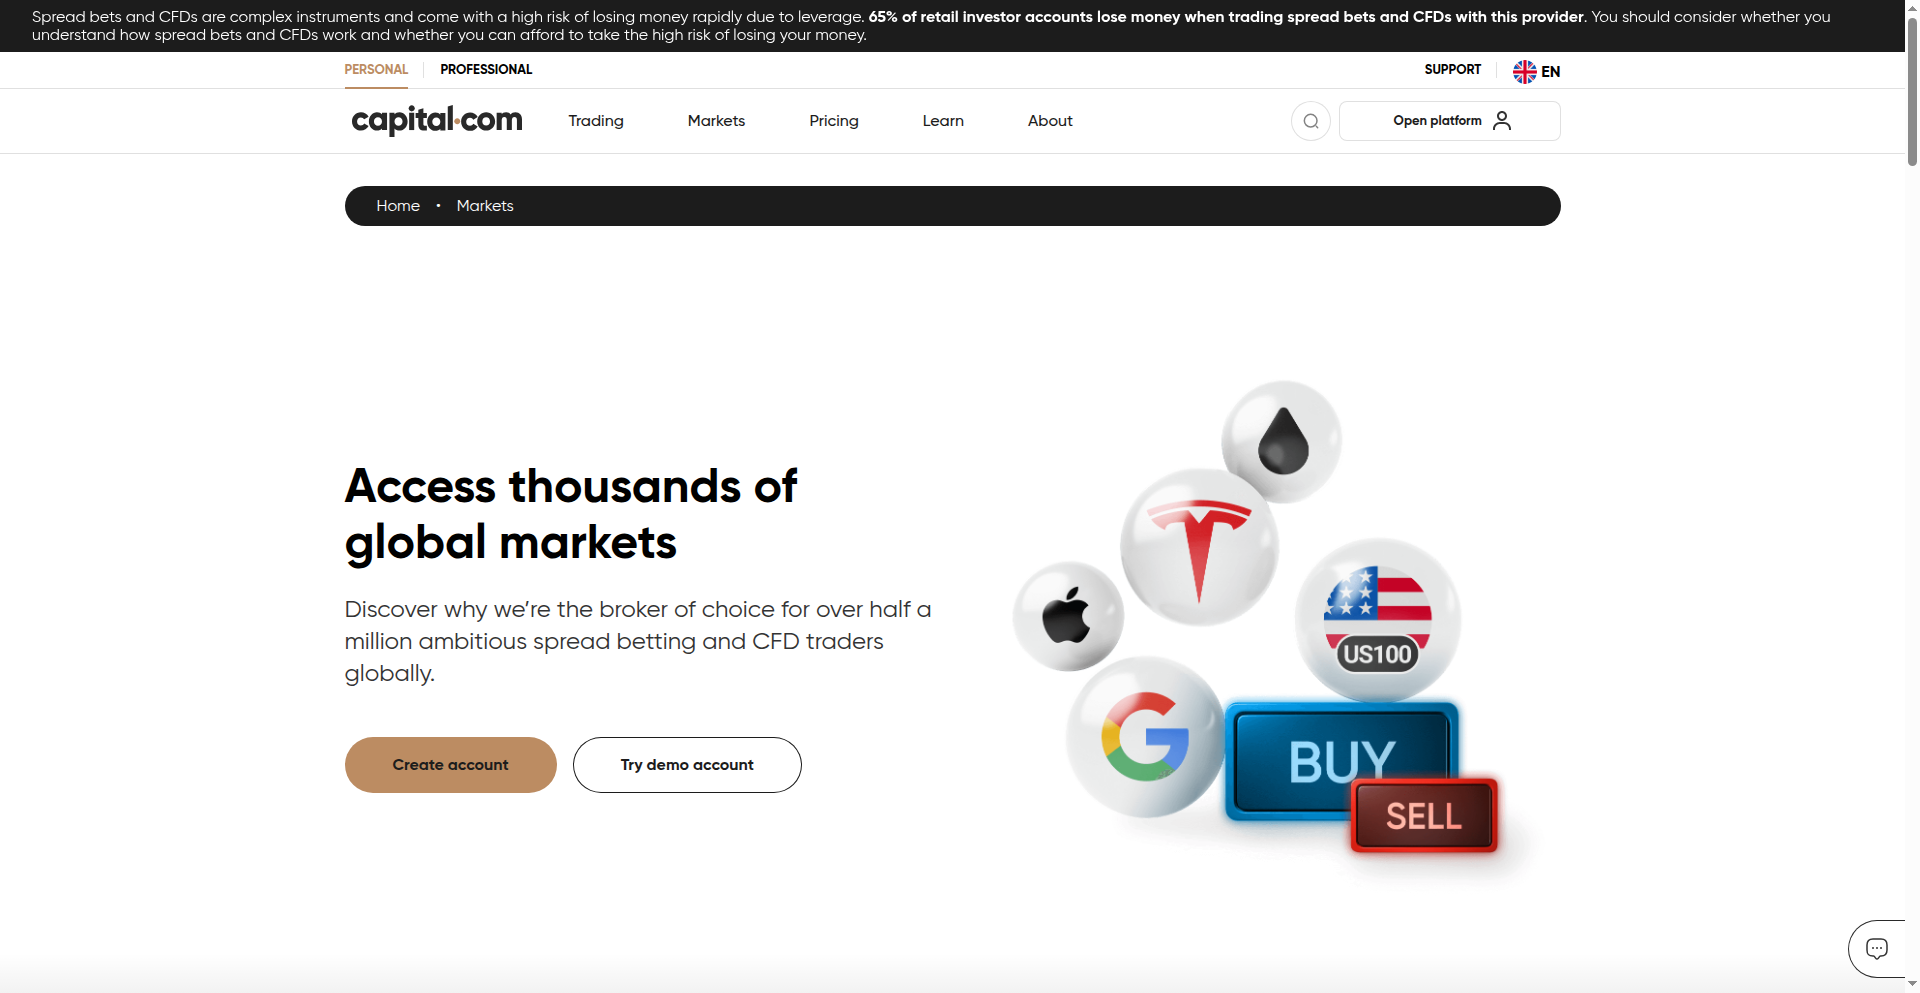 Spread bets and CFDs are complex instruments and come with a high risk of losing money rapidly due to leverage. 65% of retail investor accounts lose money when trading spread bets and CFDs with this provider. You should consider whether you
understand how spread bets and CFDs work and whether you can afford to take the high risk of losing your money.
PERSONAL PROFESSIONAL SUPPORT EN
capital.com Trading Markets Pricing Learn About Open platform
Home • Markets
Access thousands of
global markets
Discover why we’re the broker of choice for over half a
million ambitious spread betting and CFD traders
globally.
Create account Try demo account
US100
BUY
SELL